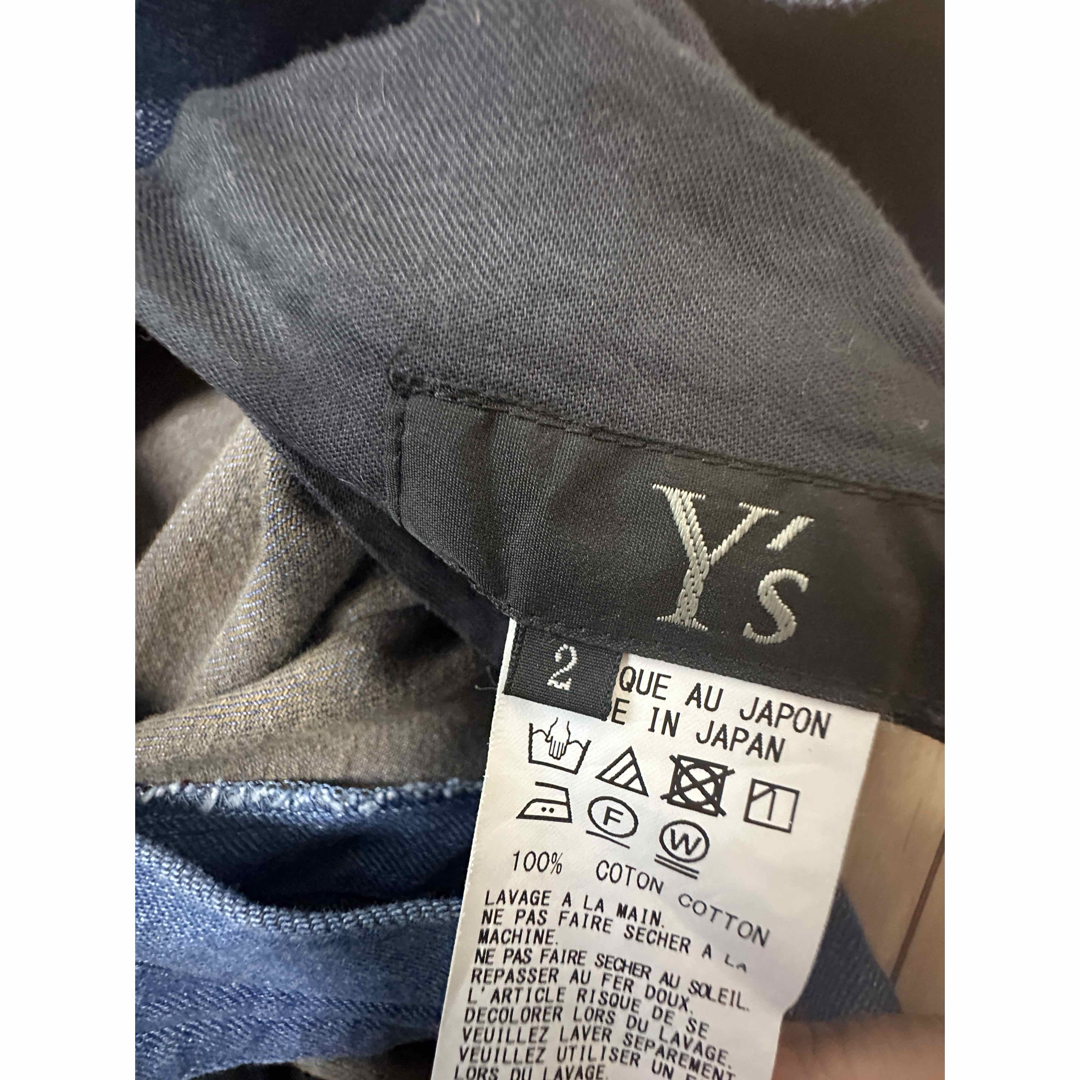 Y's
2
QUE AU JAPON
E IN JAPAN
F
W
100% COTON COTTON
LAVAGE A LA MAIN.
NE PAS FAIRE SECHER A LA
MACHINE.
NE PAS FAIRE SECHER AU SOLEIL.
REPASSER AU FER DOUX.
L'ARTICLE RISQUE DE SE
DECOLORER LORS DU LAVAGE.
VEUILLEZ LAVER SEPAREMENT.
VEUILLEZ UTILISER UN
LORS DU LAVAGE.